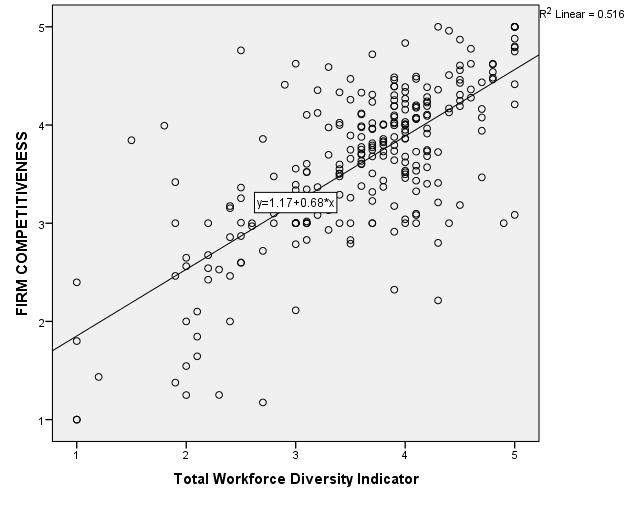 R² Linear = 0.516
5
4
3
2
1
FIRM COMPETITIVENESS
y=1.17+0.68*x
1 2 3 4 5
Total Workforce Diversity Indicator